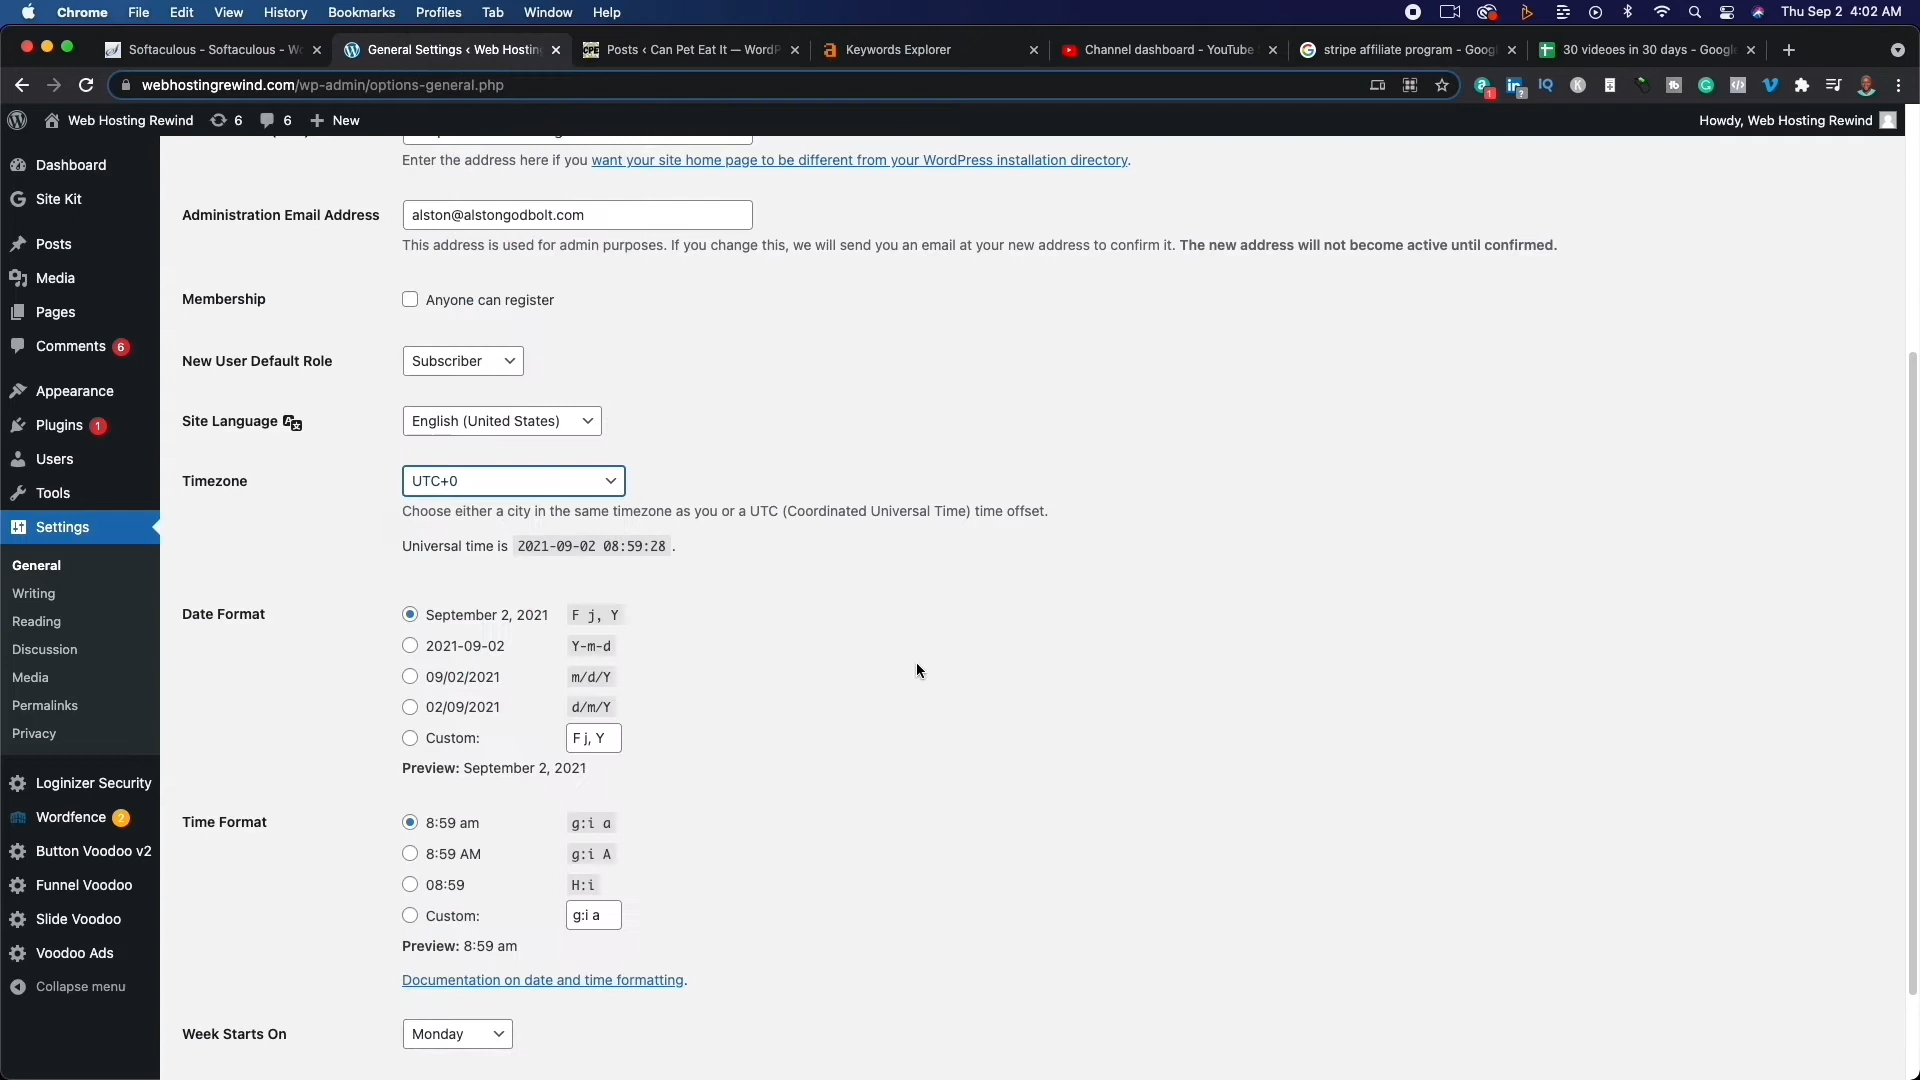 Chrome File Edit View History Bookmarks Profiles Tab Window Help Thu Sep 2 4:02 AM
Softaculous - Softaculous - Wo General Settings ‹ Web Hostin Posts ‹ Can Pet Eat It — WordP Keywords Explorer Channel dashboard - YouTube stripe affiliate program - Goog 30 videoes in 30 days - Google
webhostingrewind.com/wp-admin/options-general.php
Web Hosting Rewind 6 6 New Howdy, Web Hosting Rewind
Dashboard
Site Kit
Posts
Media
Pages
Comments 6
Appearance
Plugins 1
Users
Tools
Settings
General
Writing
Reading
Discussion
Media
Permalinks
Privacy
Loginizer Security
Wordfence 2
Button Voodoo v2
Funnel Voodoo
Slide Voodoo
Voodoo Ads
Collapse menu
Enter the address here if you want your site home page to be different from your WordPress installation directory.
Administration Email Address alston@alstongodbolt.com
This address is used for admin purposes. If you change this, we will send you an email at your new address to confirm it. The new address will not become active until confirmed.
Membership Anyone can register
New User Default Role Subscriber
Site Language English (United States)
Timezone UTC+0
Choose either a city in the same timezone as you or a UTC (Coordinated Universal Time) time offset.
Universal time is 2021-09-02 08:59:28 .
Date Format September 2, 2021 F j, Y
2021-09-02 Y-m-d
09/02/2021 m/d/Y
02/09/2021 d/m/Y
Custom: F j, Y
Preview: September 2, 2021
Time Format 8:59 am g:i a
8:59 AM g:i A
08:59 H:i
Custom: g:i a
Preview: 8:59 am
Documentation on date and time formatting.
Week Starts On Monday